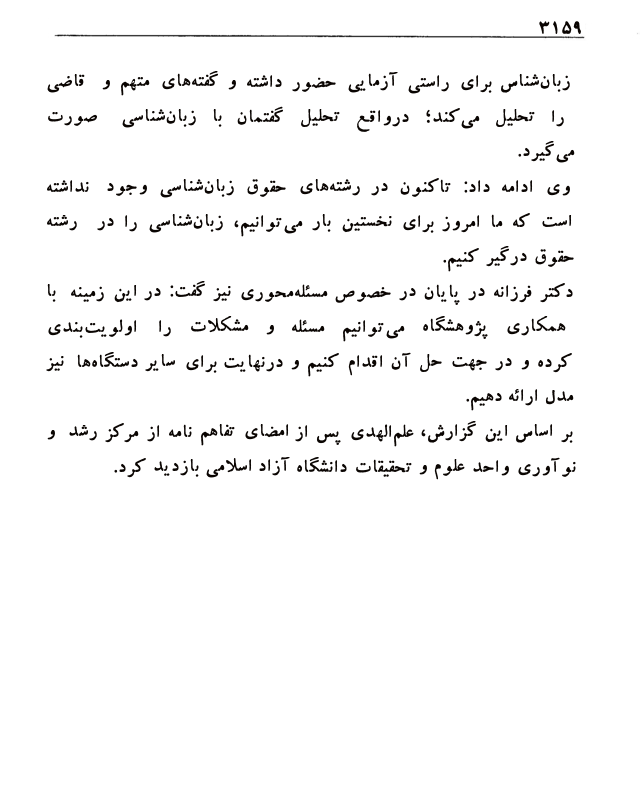 ۳۱۵۹
زبان‌شناس برای راستی آزمایی حضور داشته و گفته‌های متهم و قاضی
را تحلیل می‌کند؛ درواقع تحلیل گفتمان با زبان‌شناسی صورت
می‌گیرد.
وی ادامه داد: تاکنون در رشته‌های حقوق زبان‌شناسی وجود نداشته
است که ما امروز برای نخستین بار می‌توانیم، زبان‌شناسی را در رشته
حقوق درگیر کنیم.
دکتر فرزانه در پایان در خصوص مسئله‌محوری نیز گفت: در این زمینه با
همکاری پژوهشگاه می‌توانیم مسئله و مشکلات را اولویت‌بندی
کرده و در جهت حل آن اقدام کنیم و درنهایت برای سایر دستگاه‌ها نیز
مدل ارائه دهیم.
بر اساس این گزارش، علم‌الهدی پس از امضای تفاهم نامه از مرکز رشد و
نوآوری واحد علوم و تحقیقات دانشگاه آزاد اسلامی بازدید کرد.